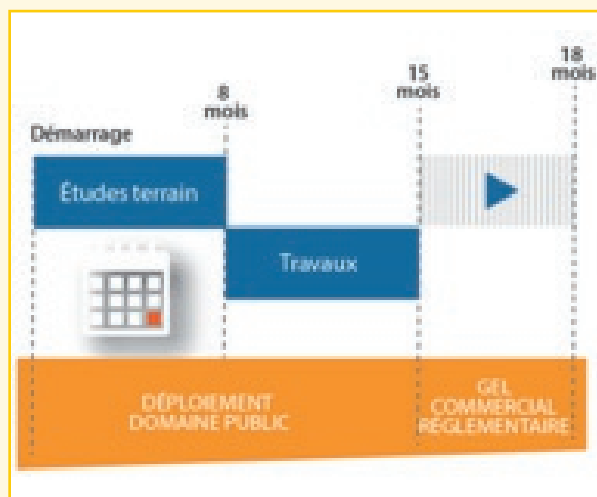 18
mois
15
mois
8
mois
Démarrage
Études terrain
Travaux
DÉPLOIEMENT
DOMAINE PUBLIC
GEL
COMMERCIAL
RÉGLEMENTAIRE